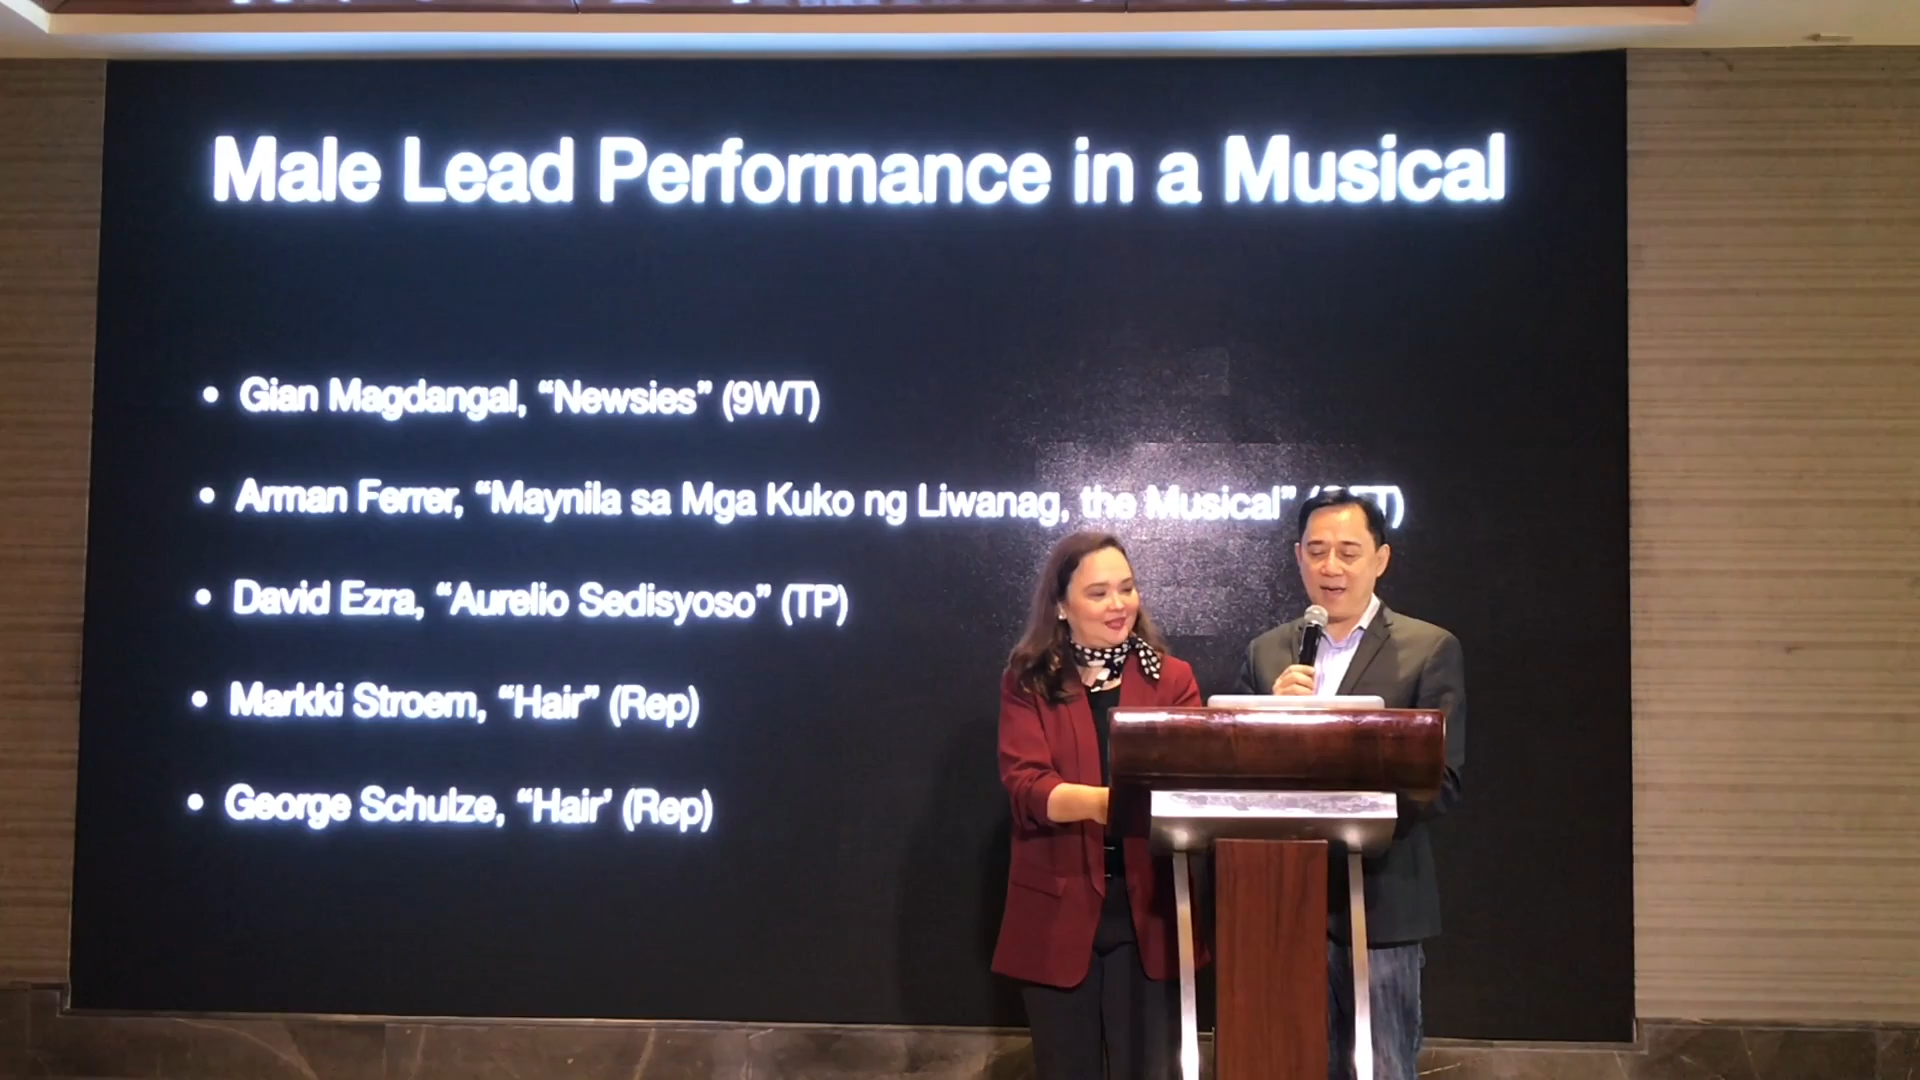 Male Lead Performance in a Musical
• Gian Magdangal, “Newsies” (9WT)
• Arman Ferrer, “Maynila sa Mga Kuko ng Liwanag, the Musical”
• David Ezra, “Aurelio Sedisyoso” (TP)
• Markki Stroem, “Hair” (Rep)
• George Schulze, “Hair’ (Rep)